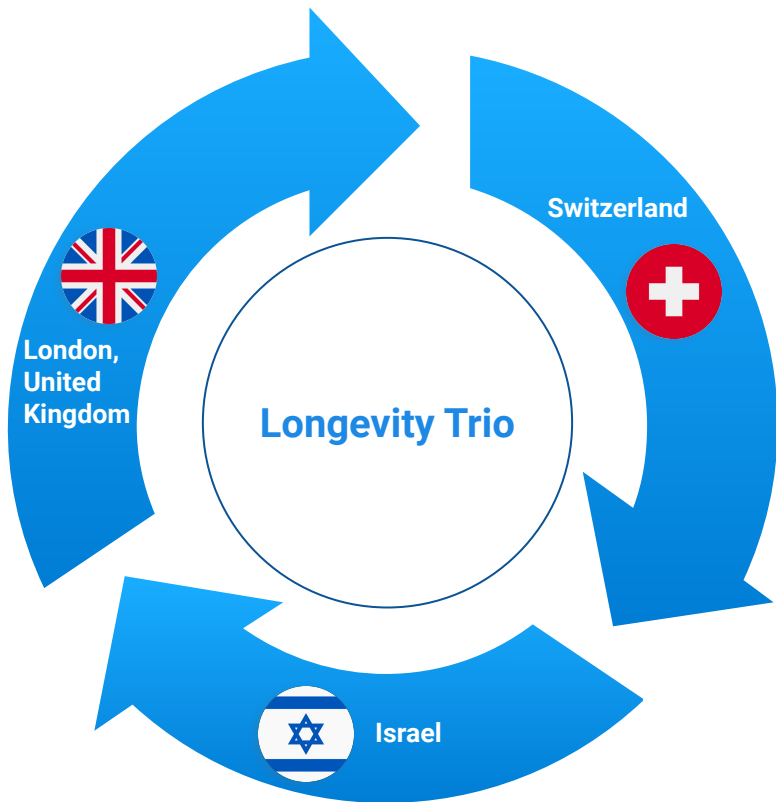 Switzerland
London,
United
Kingdom
Longevity Trio
Israel